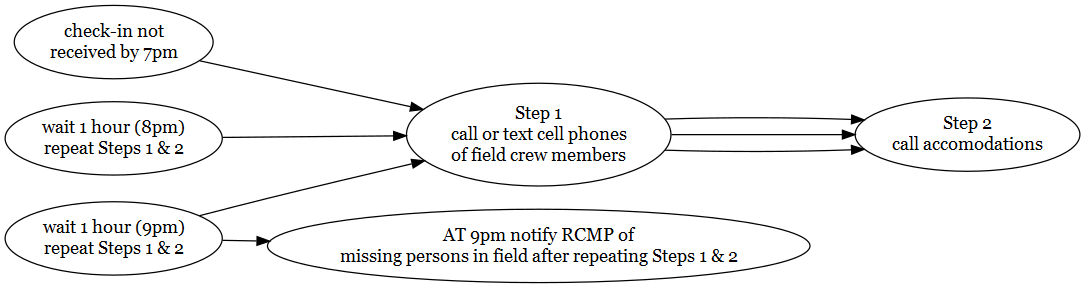 check-in not
received by 7pm
wait 1 hour (8pm)
repeat Steps 1 & 2
wait 1 hour (9pm)
repeat Steps 1 & 2
Step 1
call or text cell phones
of field crew members
AT 9pm notify RCMP of
missing persons in field after repeating Steps 1 & 2
Step 2
call accomodations